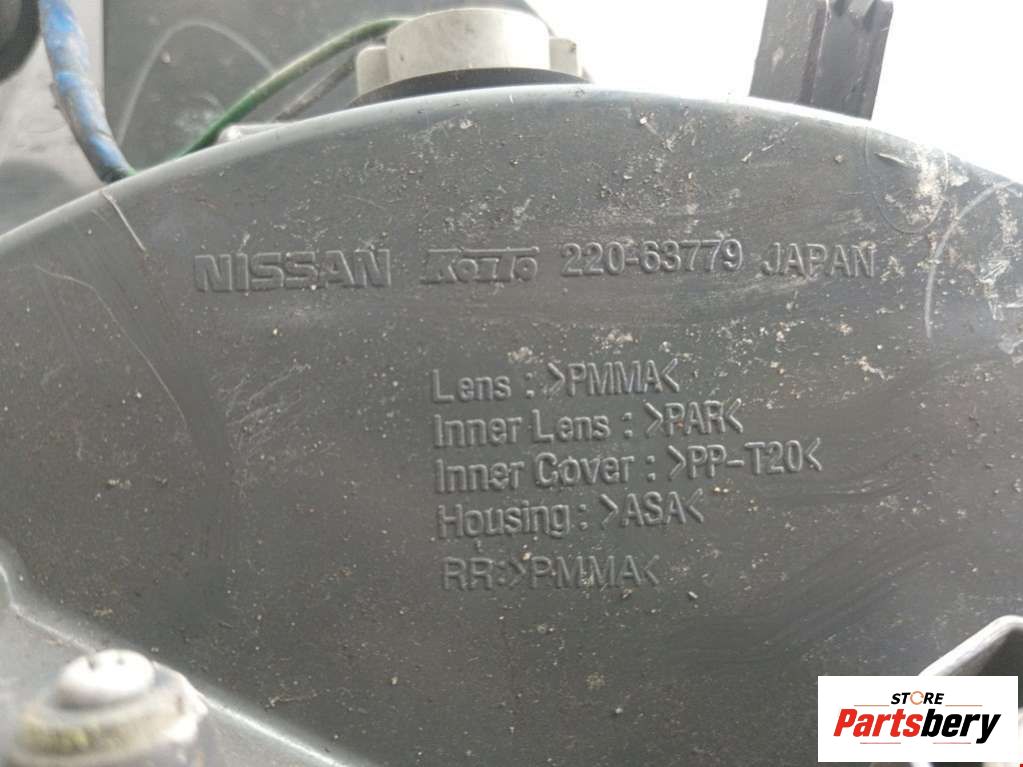 NISSAN KOITO 220-63779 JAPAN
Lens : >PMMA<
Inner Lens : >PAR<
Inner Cover : >PP-T20<
Housing : >ASA<
RR:>PMMA<
STORE
Partsbery